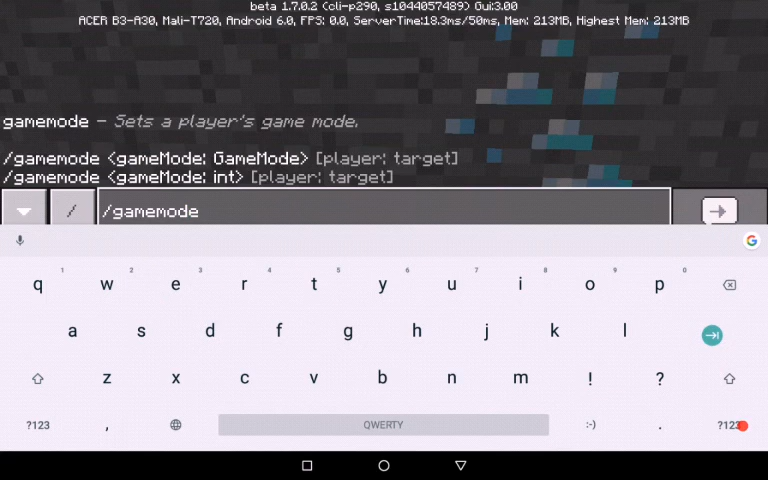 beta 1.7.0.2 (cli-p290, s1044057489) Gui:3.00
ACER B3-A30, Mali-T720, Android 6.0, FPS: 0.0, ServerTime:18.3ms/50ms, Mem: 213MB, Highest Mem: 213MB
gamemode – Sets a player's game mode.
/gamemode <gameMode: GameMode> [player: target]
/gamemode <gameMode: int> [player: target]
/ /gamemode
G
1 2 3 4 5 6 7 8 9 0
q w e r t y u i o p
a s d f g h j k l
z x c v b n m ! ?
?123 , QWERTY :-) . ?123